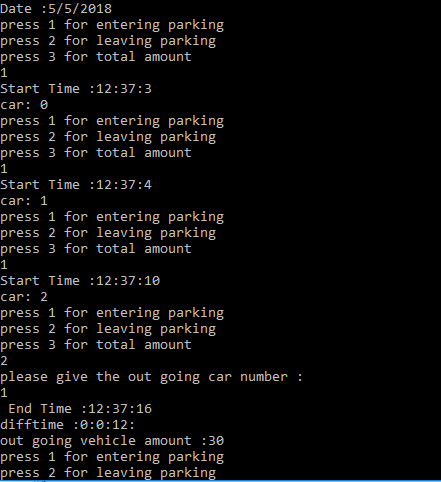 Date :5/5/2018
press 1 for entering parking
press 2 for leaving parking
press 3 for total amount
1
Start Time :12:37:3
car: 0
press 1 for entering parking
press 2 for leaving parking
press 3 for total amount
1
Start Time :12:37:4
car: 1
press 1 for entering parking
press 2 for leaving parking
press 3 for total amount
1
Start Time :12:37:10
car: 2
press 1 for entering parking
press 2 for leaving parking
press 3 for total amount
2
please give the out going car number :
1
 End Time :12:37:16
difftime :0:0:12:
out going vehicle amount :30
press 1 for entering parking
press 2 for leaving parking